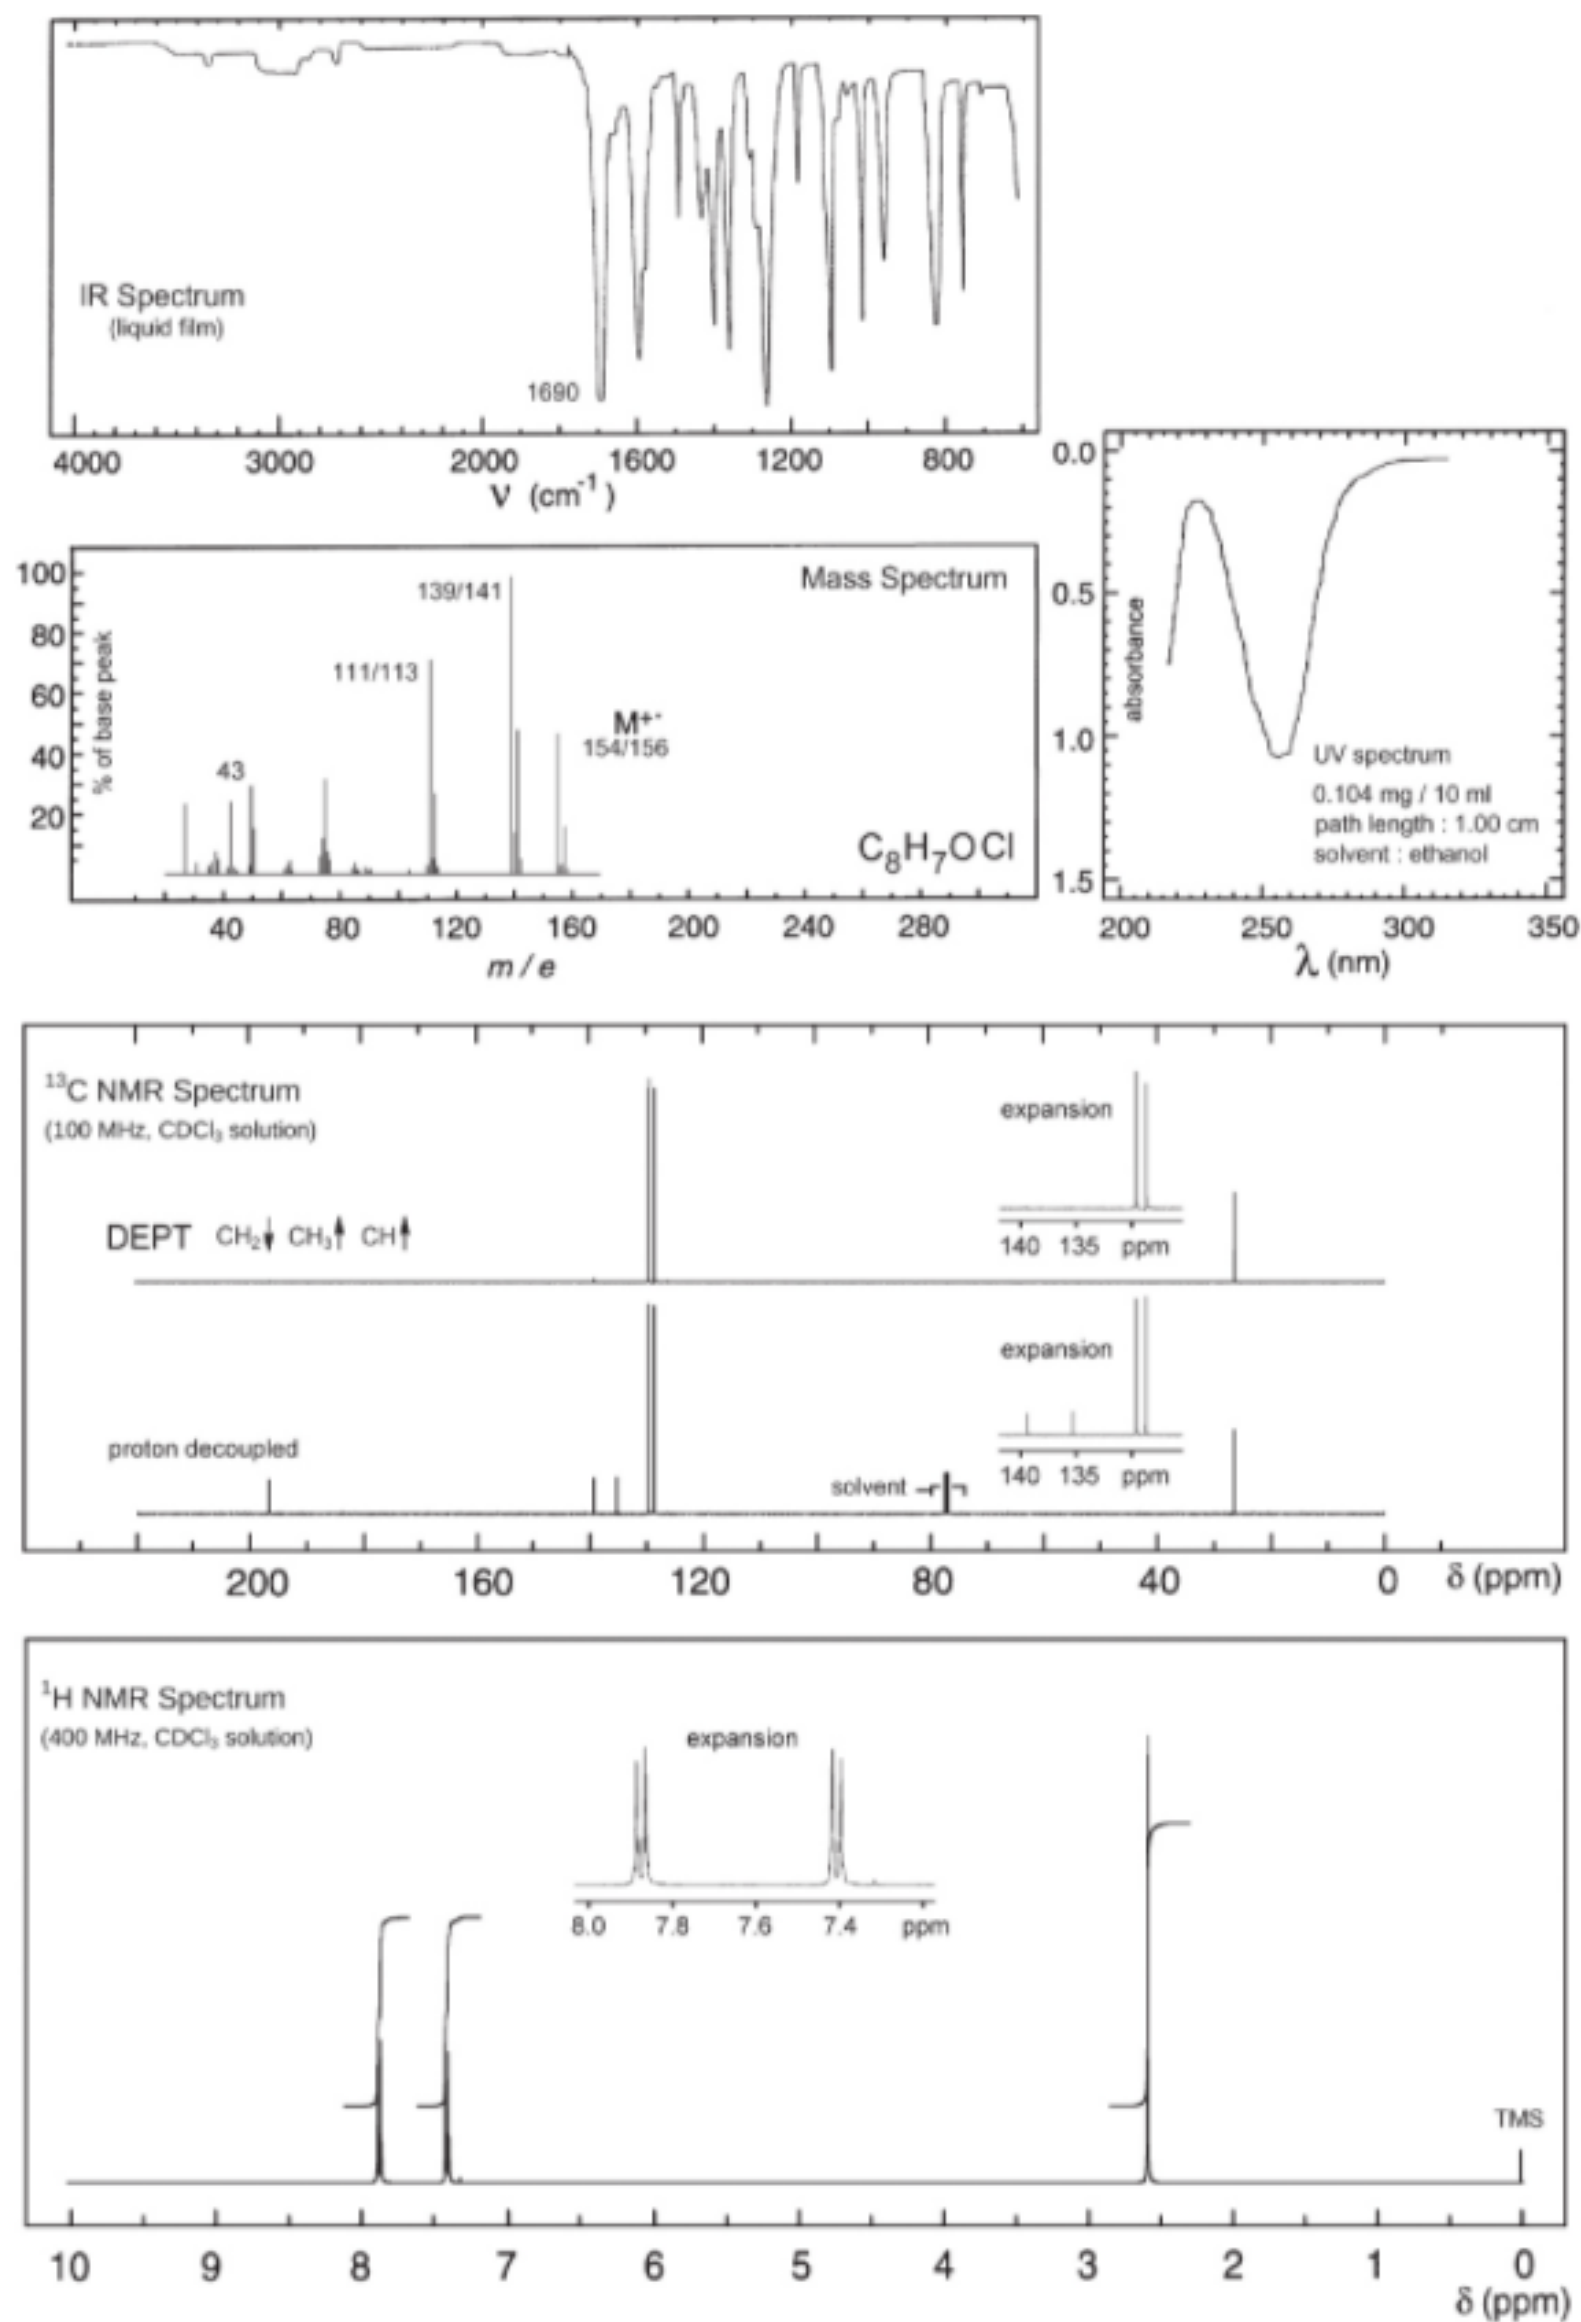 IR Spectrum
(liquid film)
1690
4000 3000 2000 1600 1200 800
ν (cm-1)
100
80
60
40
20
% of base peak
139/141
Mass Spectrum
111/113
M+·
154/156
43
C8H7OCl
40 80 120 160 200 240 280
m / e
0.0
0.5
1.0
1.5
absorbance
UV spectrum
0.104 mg / 10 ml
path length : 1.00 cm
solvent : ethanol
200 250 300 350
λ (nm)
13C NMR Spectrum
(100 MHz, CDCl3 solution)
expansion
DEPT CH2↓ CH3↑ CH↑
140 135 ppm
expansion
proton decoupled
140 135 ppm
solvent
200 160 120 80 40 0 δ (ppm)
1H NMR Spectrum
(400 MHz, CDCl3 solution)
expansion
8.0 7.8 7.6 7.4 ppm
TMS
10 9 8 7 6 5 4 3 2 1 0
δ (ppm)